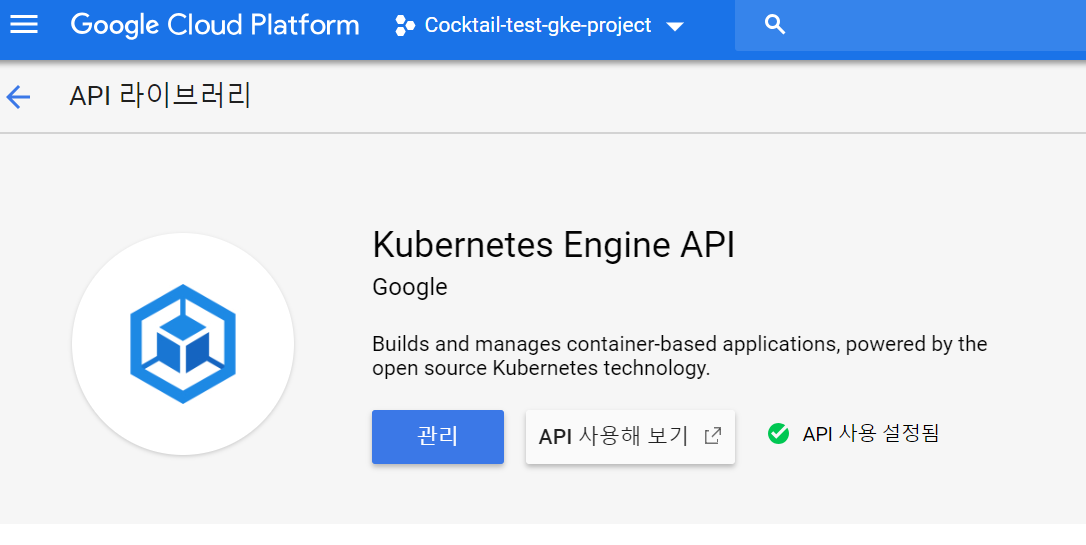 Google Cloud Platform Cocktail-test-gke-project
API 라이브러리
Kubernetes Engine API
Google
Builds and manages container-based applications, powered by the
open source Kubernetes technology.
관리 API 사용해 보기 API 사용 설정됨